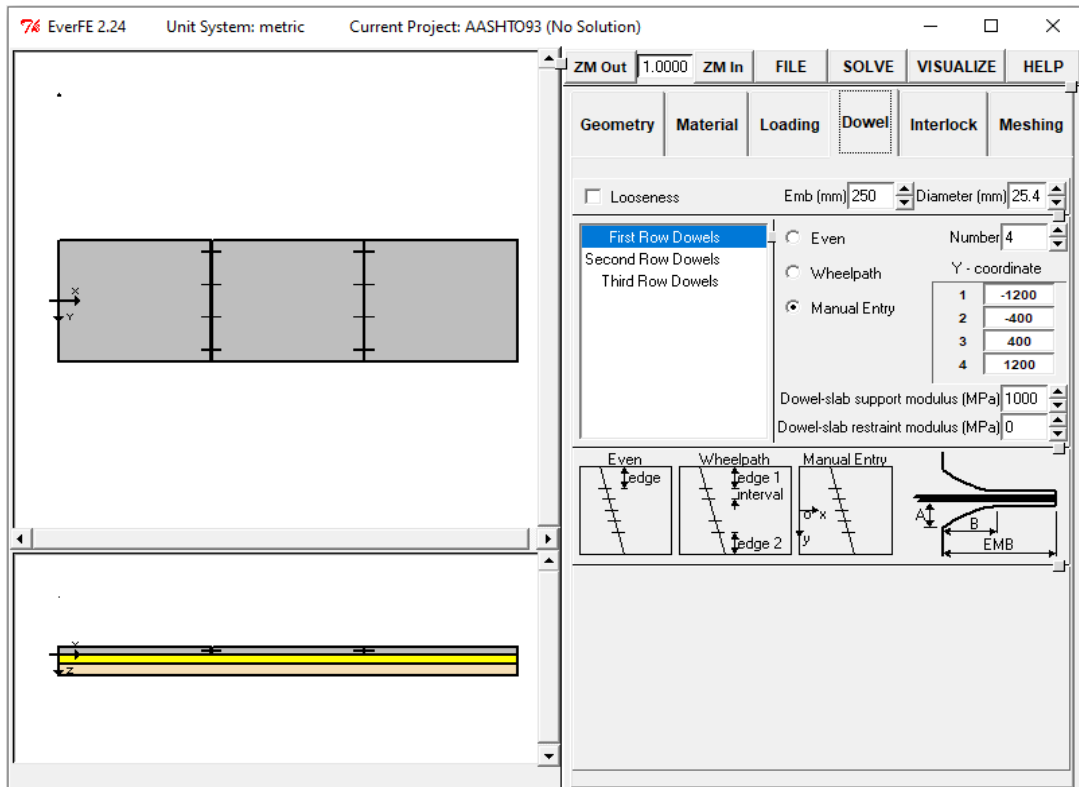 EverFE 2.24 Unit System: metric Current Project: AASHTO93 (No Solution)
ZM Out 1.0000 ZM In FILE SOLVE VISUALIZE HELP
Geometry Material Loading Dowel Interlock Meshing
Looseness Emb (mm) 250 Diameter (mm) 25.4
First Row Dowels
Second Row Dowels
Third Row Dowels
Even
Wheelpath
Manual Entry
Number 4
Y - coordinate
1 -1200
2 -400
3 400
4 1200
Dowel-slab support modulus (MPa) 1000
Dowel-slab restraint modulus (MPa) 0
Even Wheelpath Manual Entry
edge
edge 1
interval
edge 2
o x
y
A
B
EMB
X
Y
X
Z